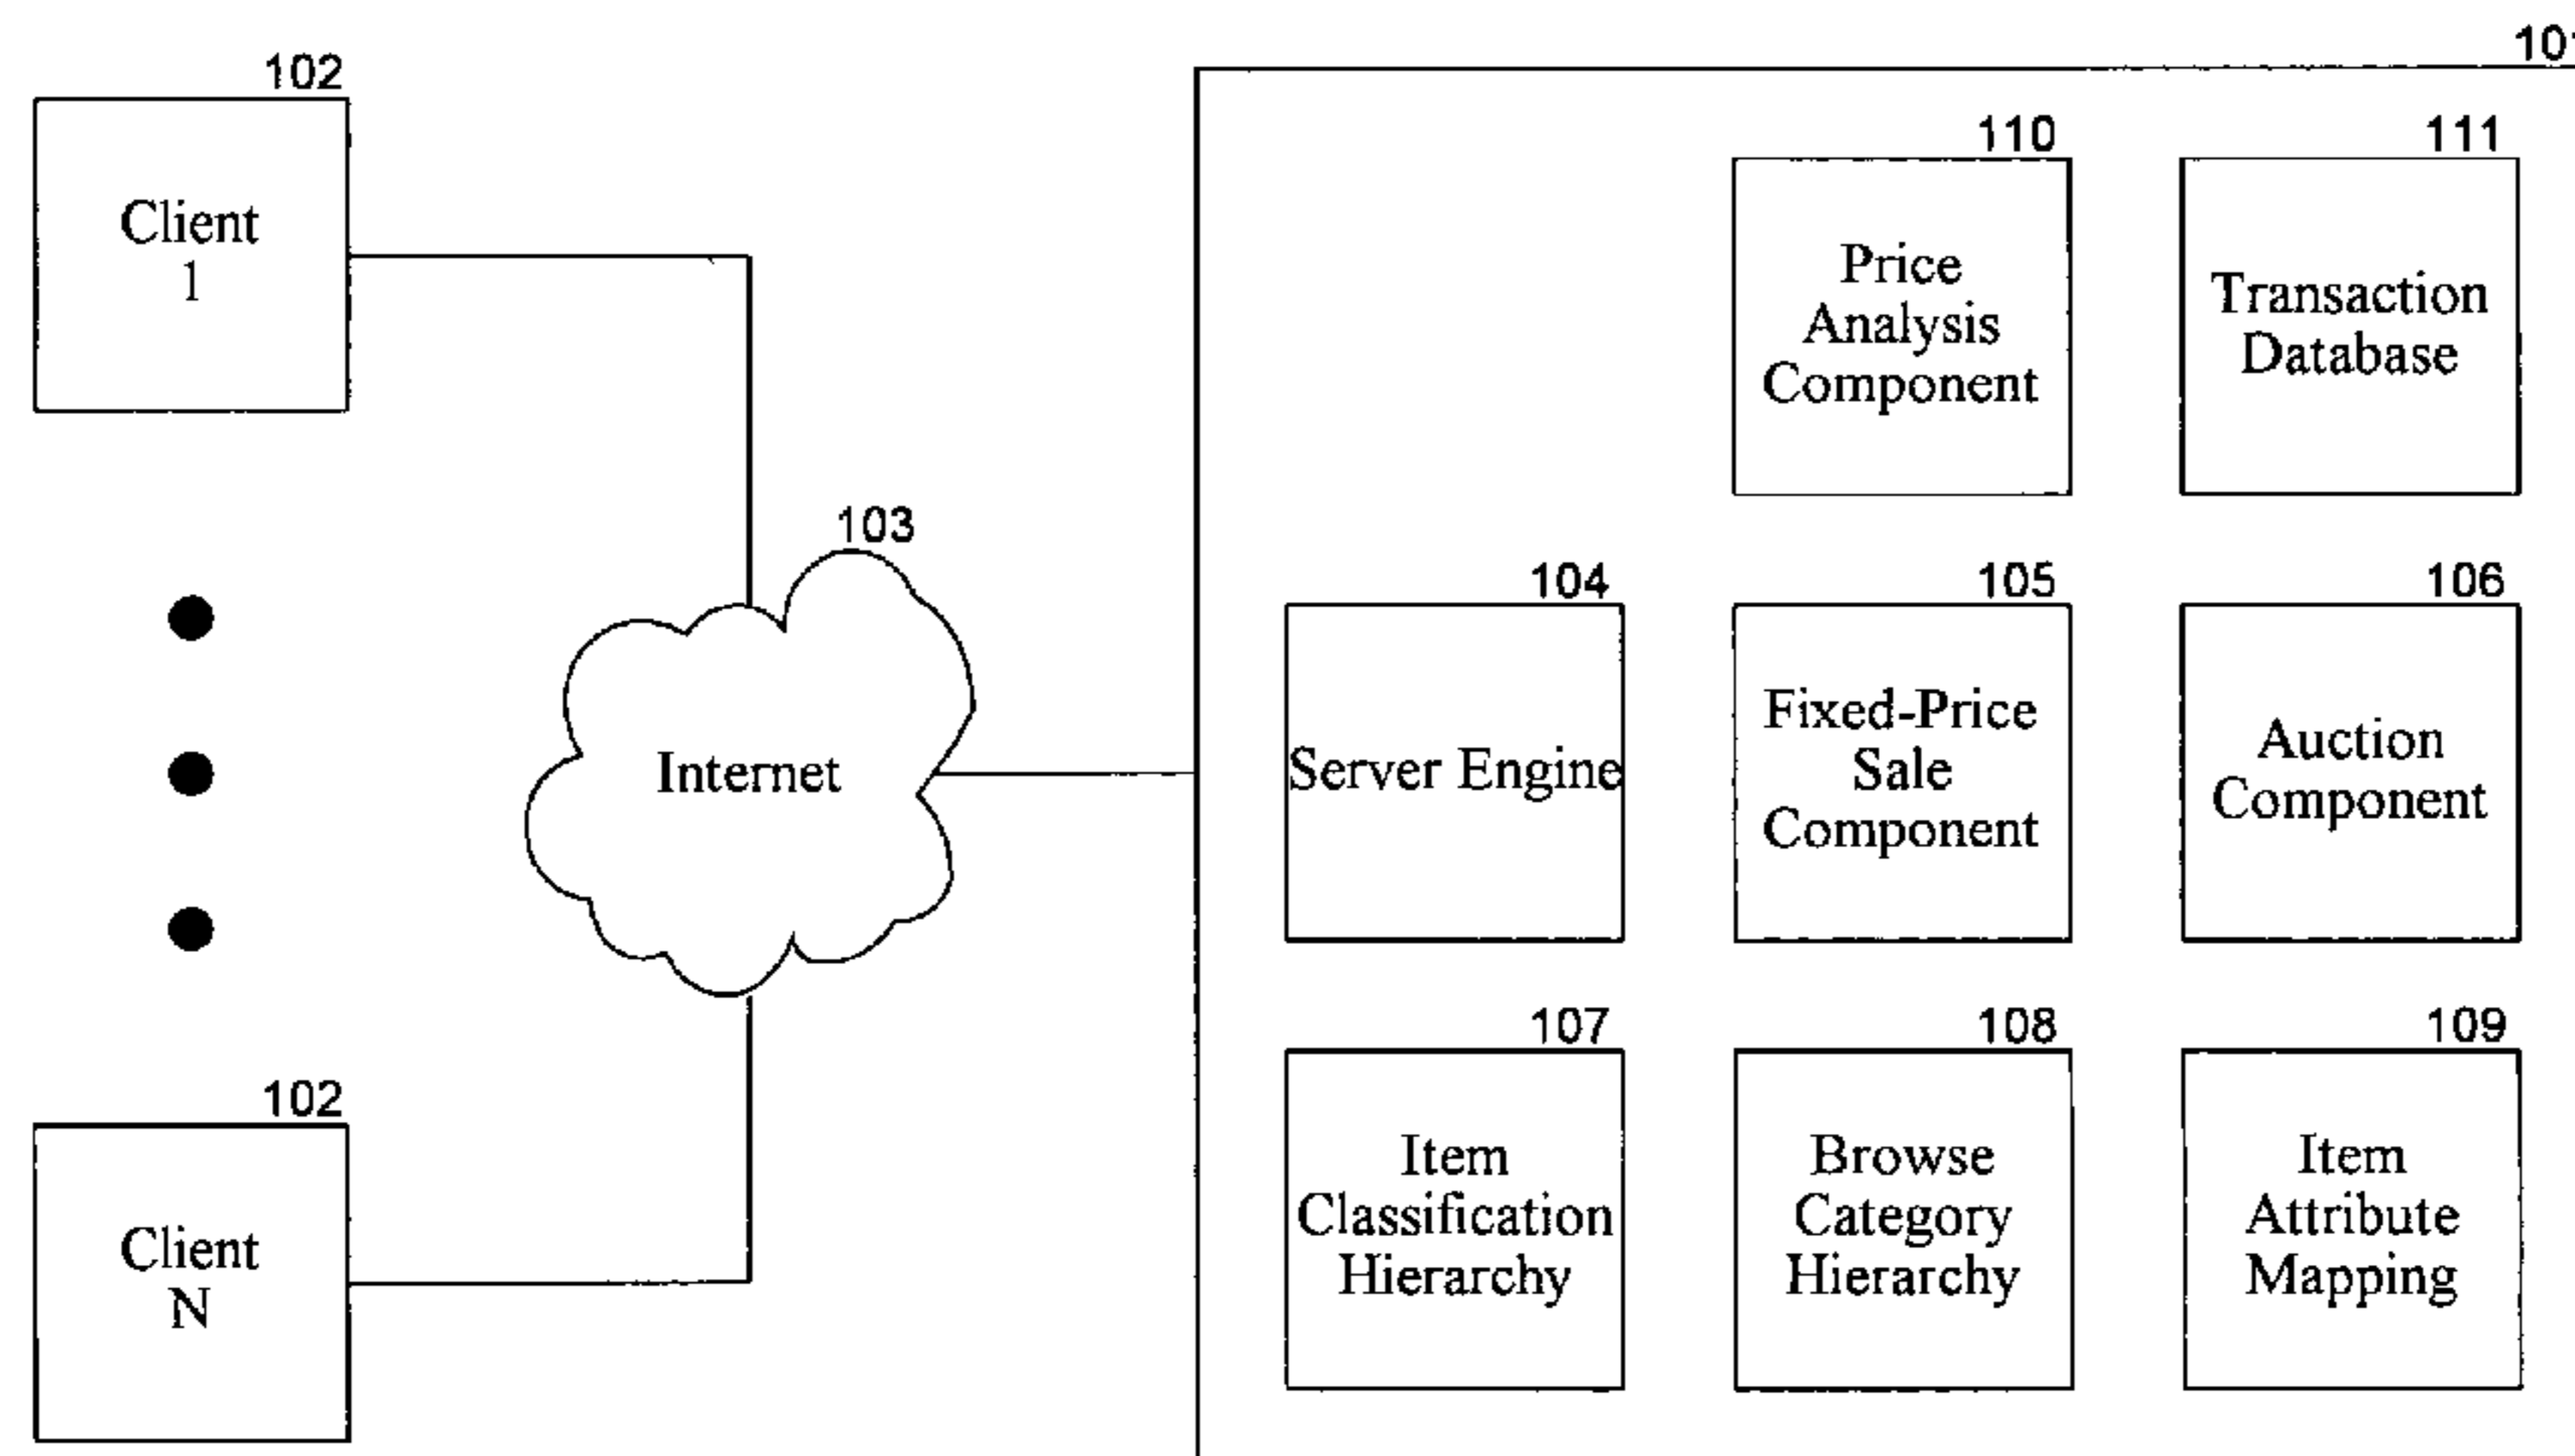 102
Client
1
102
Client
N
103
Internet
101
110
Price
Analysis
Component
111
Transaction
Database
104
Server Engine
105
Fixed-Price
Sale
Component
106
Auction
Component
107
Item
Classification
Hierarchy
108
Browse
Category
Hierarchy
109
Item
Attribute
Mapping